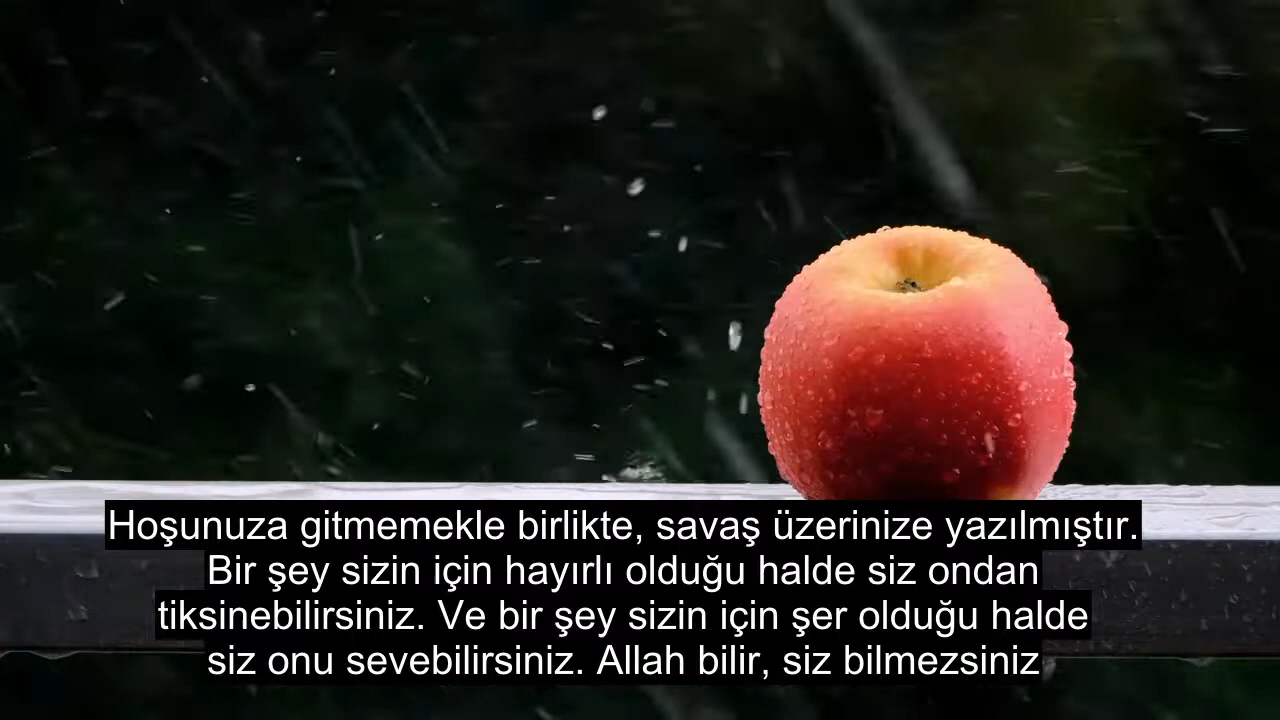 Hoşunuza gitmemekle birlikte, savaş üzerinize yazılmıştır.
Bir şey sizin için hayırlı olduğu halde siz ondan
tiksinebilirsiniz. Ve bir şey sizin için şer olduğu halde
siz onu sevebilirsiniz. Allah bilir, siz bilmezsiniz